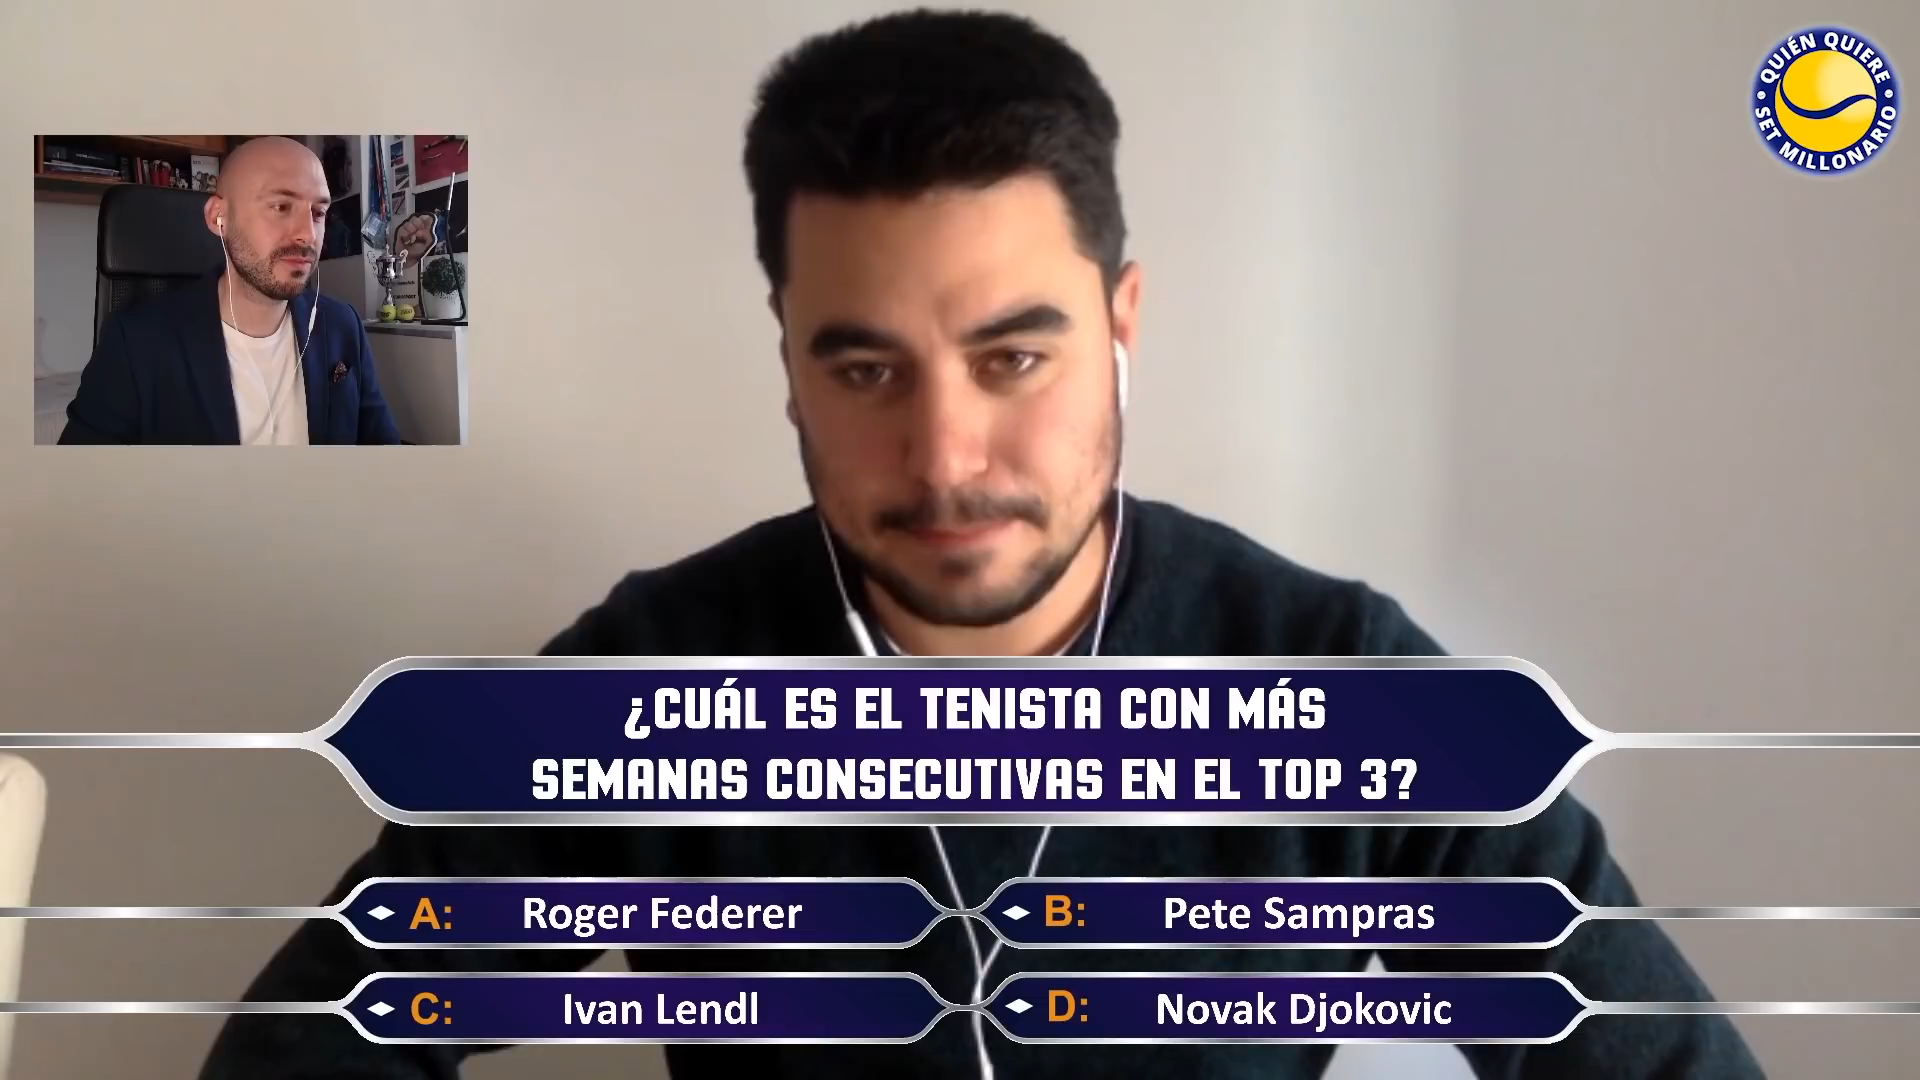 QUIÉN QUIERE
SET MILLONARIO
¿CUÁL ES EL TENISTA CON MÁS
SEMANAS CONSECUTIVAS EN EL TOP 3?
A: Roger Federer
B: Pete Sampras
C: Ivan Lendl
D: Novak Djokovic